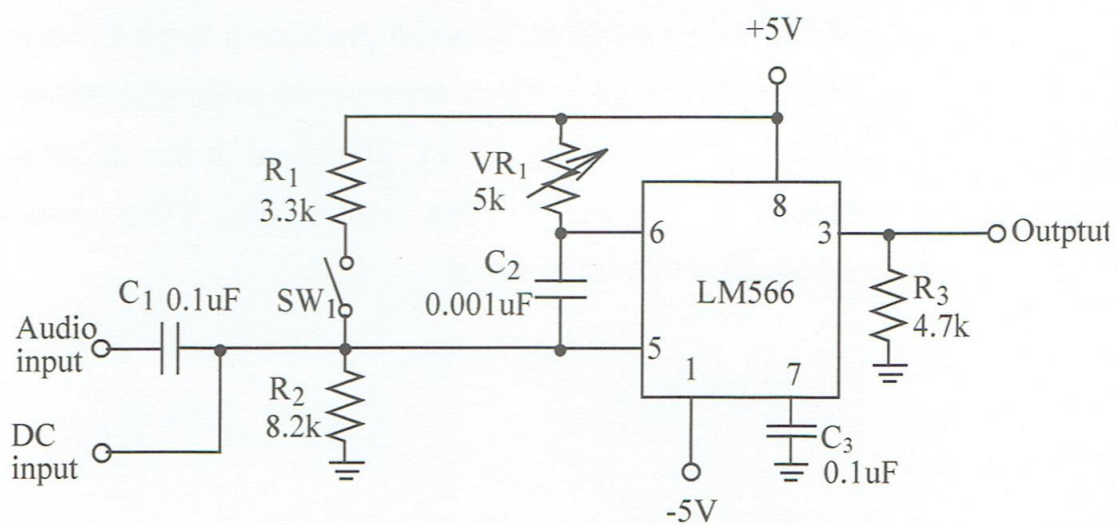 +5V
R1
3.3k
VR1
5k
8
6
3
Outptut
C2
0.001uF
LM566
R3
4.7k
C1 0.1uF
SW1
Audio
input
5
1
7
R2
8.2k
DC
input
C3
0.1uF
-5V